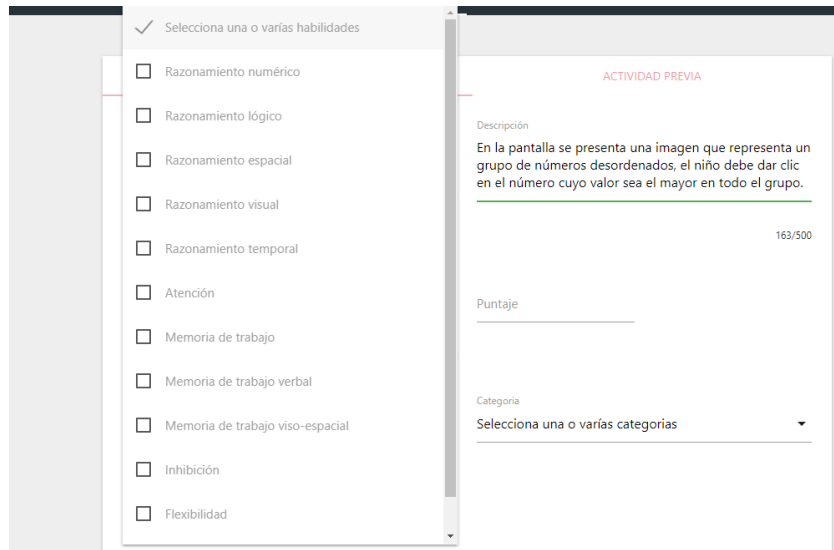 Selecciona una o varías habilidades
Razonamiento numérico
Razonamiento lógico
Razonamiento espacial
Razonamiento visual
Razonamiento temporal
Atención
Memoria de trabajo
Memoria de trabajo verbal
Memoria de trabajo viso-espacial
Inhibición
Flexibilidad
ACTIVIDAD PREVIA
Descripción
En la pantalla se presenta una imagen que representa un
grupo de números desordenados, el niño debe dar clic
en el número cuyo valor sea el mayor en todo el grupo.
163/500
Puntaje
Categoria
Selecciona una o varías categorias